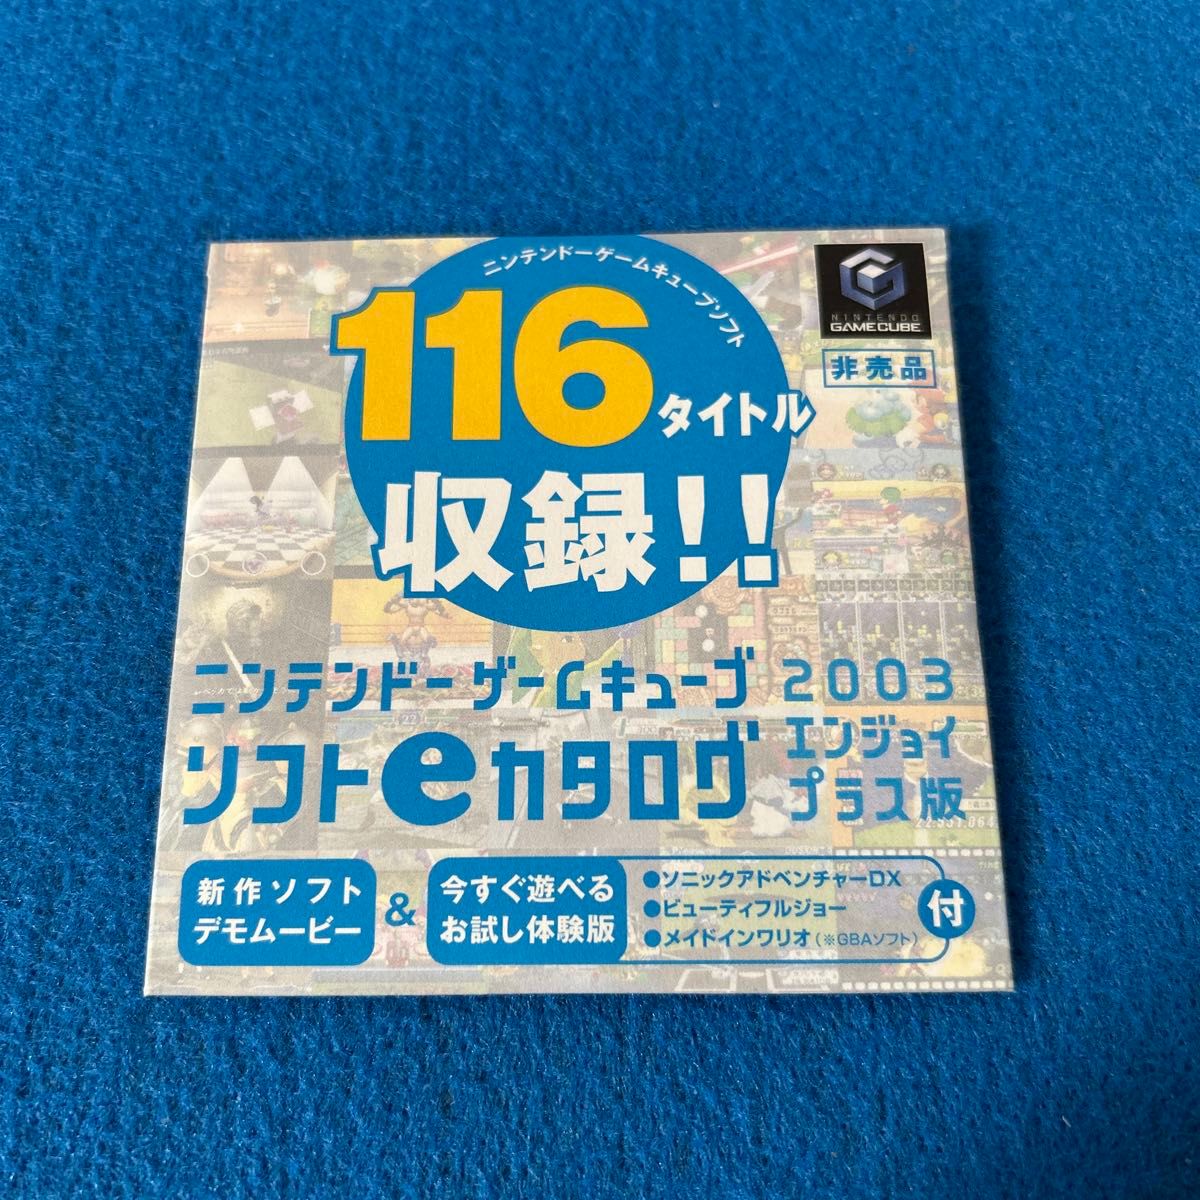 ニンテンドーゲームキューブソフト
116タイトル
収録!!
NINTENDO
GAMECUBE
非売品
ニンテンドーゲームキューブ
ソフトeカタログ
2003
エンジョイ
プラス版
新作ソフト
デモムービー
&
今すぐ遊べる
お試し体験版
●ソニックアドベンチャーDX
●ビューティフルジョー
●メイドインワリオ(※GBAソフト)
付